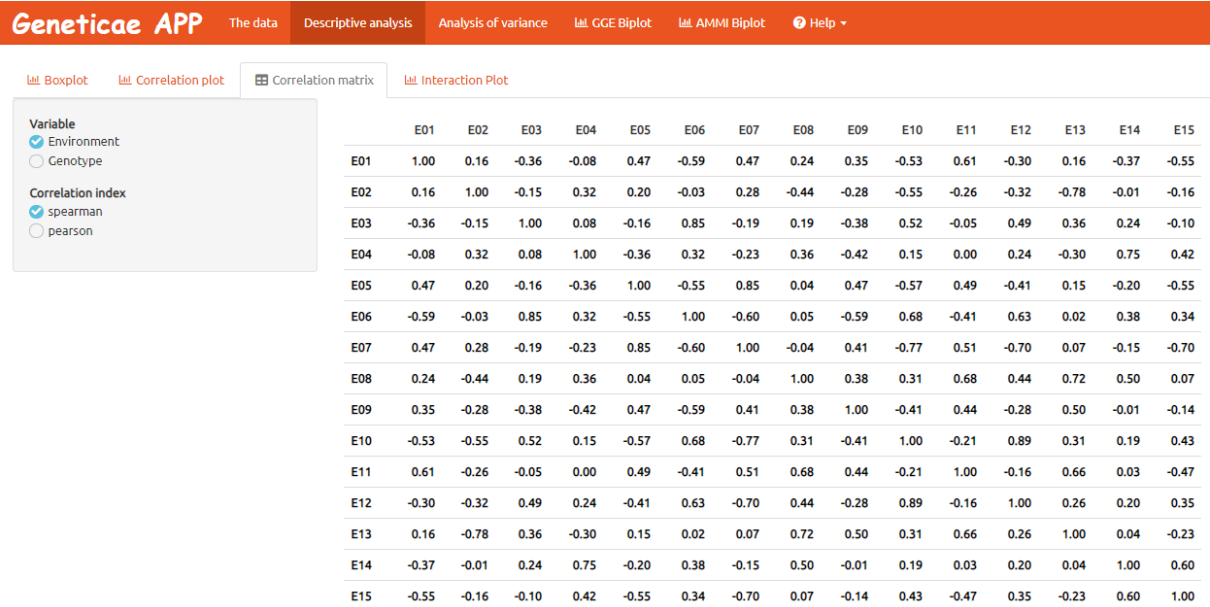 Geneticae APP The data Descriptive analysis Analysis of variance GGE Biplot AMMI Biplot Help
Boxplot Correlation plot Correlation matrix Interaction Plot
Variable
Environment
Genotype
Correlation index
spearman
pearson
E01 E02 E03 E04 E05 E06 E07 E08 E09 E10 E11 E12 E13 E14 E15
E01 1.00 0.16 -0.36 -0.08 0.47 -0.59 0.47 0.24 0.35 -0.53 0.61 -0.30 0.16 -0.37 -0.55
E02 0.16 1.00 -0.15 0.32 0.20 -0.03 0.28 -0.44 -0.28 -0.55 -0.26 -0.32 -0.78 -0.01 -0.16
E03 -0.36 -0.15 1.00 0.08 -0.16 0.85 -0.19 0.19 -0.38 0.52 -0.05 0.49 0.36 0.24 -0.10
E04 -0.08 0.32 0.08 1.00 -0.36 0.32 -0.23 0.36 -0.42 0.15 0.00 0.24 -0.30 0.75 0.42
E05 0.47 0.20 -0.16 -0.36 1.00 -0.55 0.85 0.04 0.47 -0.57 0.49 -0.41 0.15 -0.20 -0.55
E06 -0.59 -0.03 0.85 0.32 -0.55 1.00 -0.60 0.05 -0.59 0.68 -0.41 0.63 0.02 0.38 0.34
E07 0.47 0.28 -0.19 -0.23 0.85 -0.60 1.00 -0.04 0.41 -0.77 0.51 -0.70 0.07 -0.15 -0.70
E08 0.24 -0.44 0.19 0.36 0.04 0.05 -0.04 1.00 0.38 0.31 0.68 0.44 0.72 0.50 0.07
E09 0.35 -0.28 -0.38 -0.42 0.47 -0.59 0.41 0.38 1.00 -0.41 0.44 -0.28 0.50 -0.01 -0.14
E10 -0.53 -0.55 0.52 0.15 -0.57 0.68 -0.77 0.31 -0.41 1.00 -0.21 0.89 0.31 0.19 0.43
E11 0.61 -0.26 -0.05 0.00 0.49 -0.41 0.51 0.68 0.44 -0.21 1.00 -0.16 0.66 0.03 -0.47
E12 -0.30 -0.32 0.49 0.24 -0.41 0.63 -0.70 0.44 -0.28 0.89 -0.16 1.00 0.26 0.20 0.35
E13 0.16 -0.78 0.36 -0.30 0.15 0.02 0.07 0.72 0.50 0.31 0.66 0.26 1.00 0.04 -0.23
E14 -0.37 -0.01 0.24 0.75 -0.20 0.38 -0.15 0.50 -0.01 0.19 0.03 0.20 0.04 1.00 0.60
E15 -0.55 -0.16 -0.10 0.42 -0.55 0.34 -0.70 0.07 -0.14 0.43 -0.47 0.35 -0.23 0.60 1.00